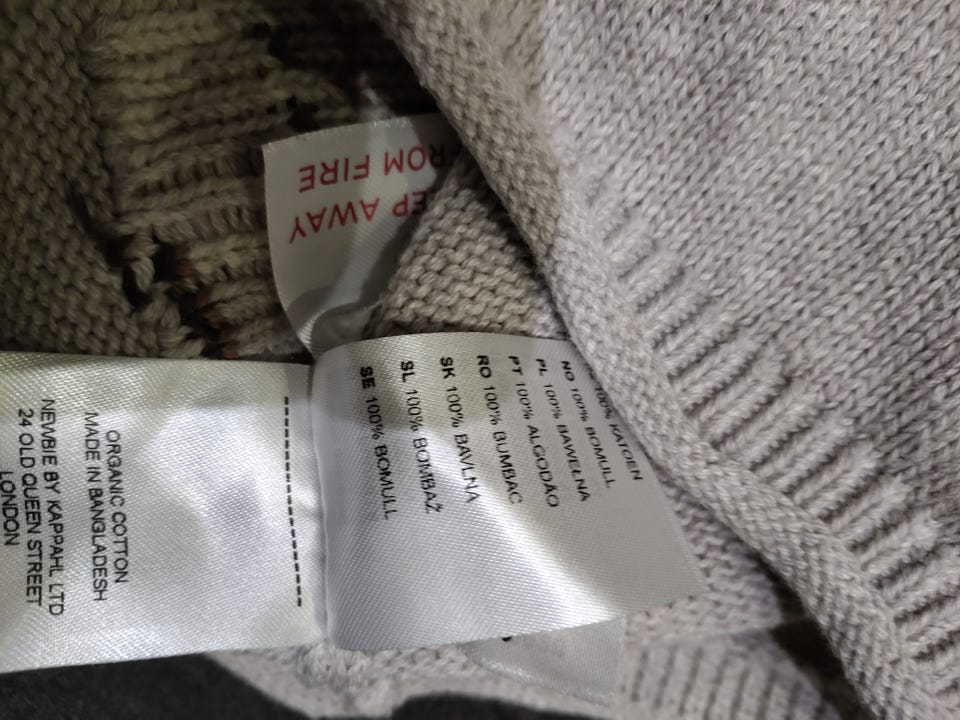 FROM FIRE
AWAY
100% KATOEN
NO 100% BOMULL
PL 100% BAWEŁNA
PT 100% ALGODÃO
RO 100% BUMBAC
SK 100% BAVLNA
SL 100% BOMBAŽ
SE 100% BOMULL
ORGANIC COTTON
MADE IN BANGLADESH
NEWBIE BY KAPPAHL LTD
24 OLD QUEEN STREET
LONDON